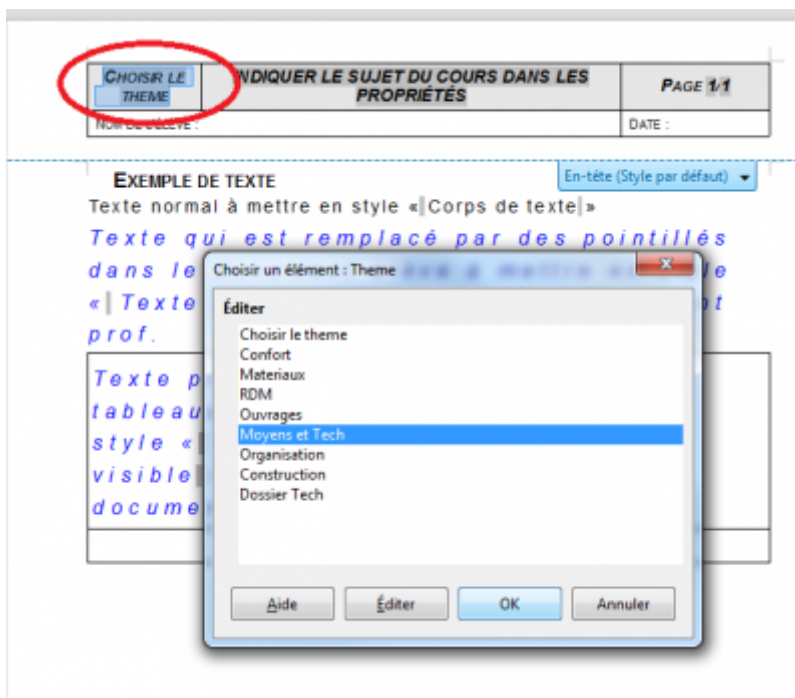 CHOISIR LE
THEME
INDIQUER LE SUJET DU COURS DANS LES
PROPRIÉTÉS
PAGE 1/1
DATE :
En-tête (Style par défaut)
EXEMPLE DE TEXTE
Texte normal à mettre en style « Corps de texte »
Texte qui est remplacé par des pointillés
dans le
« Texte
prof.
Texte p
tableau
style «
visible
docume
Choisir un élément : Theme
Éditer
Choisir le theme
Confort
Materiaux
RDM
Ouvrages
Moyens et Tech
Organisation
Construction
Dossier Tech
Aide
Éditer
OK
Annuler